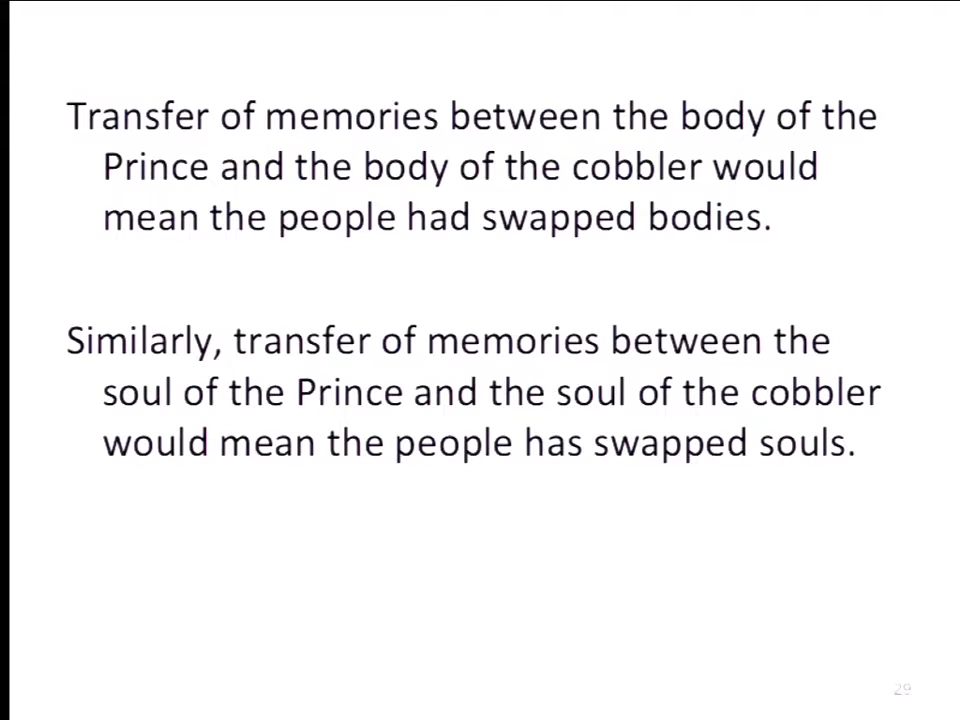 Transfer of memories between the body of the
Prince and the body of the cobbler would
mean the people had swapped bodies.
Similarly, transfer of memories between the
soul of the Prince and the soul of the cobbler
would mean the people has swapped souls.
29